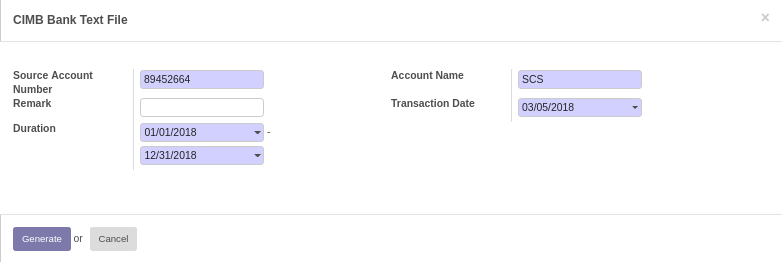 CIMB Bank Text File
×
Source Account Number
89452664
Account Name
SCS
Remark
Transaction Date
03/05/2018
Duration
01/01/2018 -
12/31/2018
Generate or Cancel